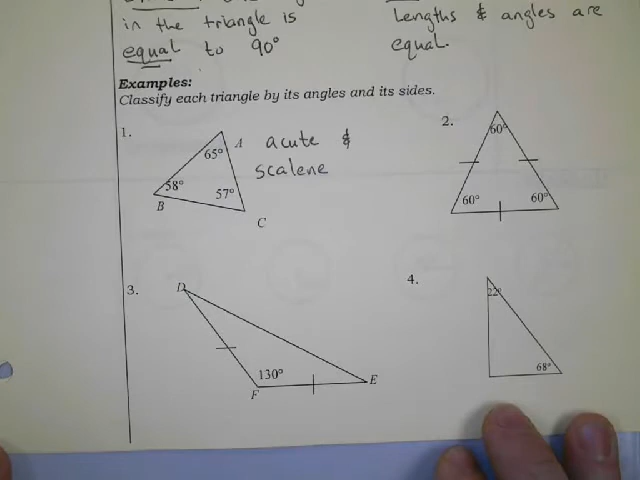 in the triangle is
equal to 90°
lengths & angles are
equal.
Examples:
Classify each triangle by its angles and its sides.
1.
A
65°
58°
57°
B
C
acute &
scalene
2.
60°
60°
60°
3.
D
130°
F
E
4.
22°
68°